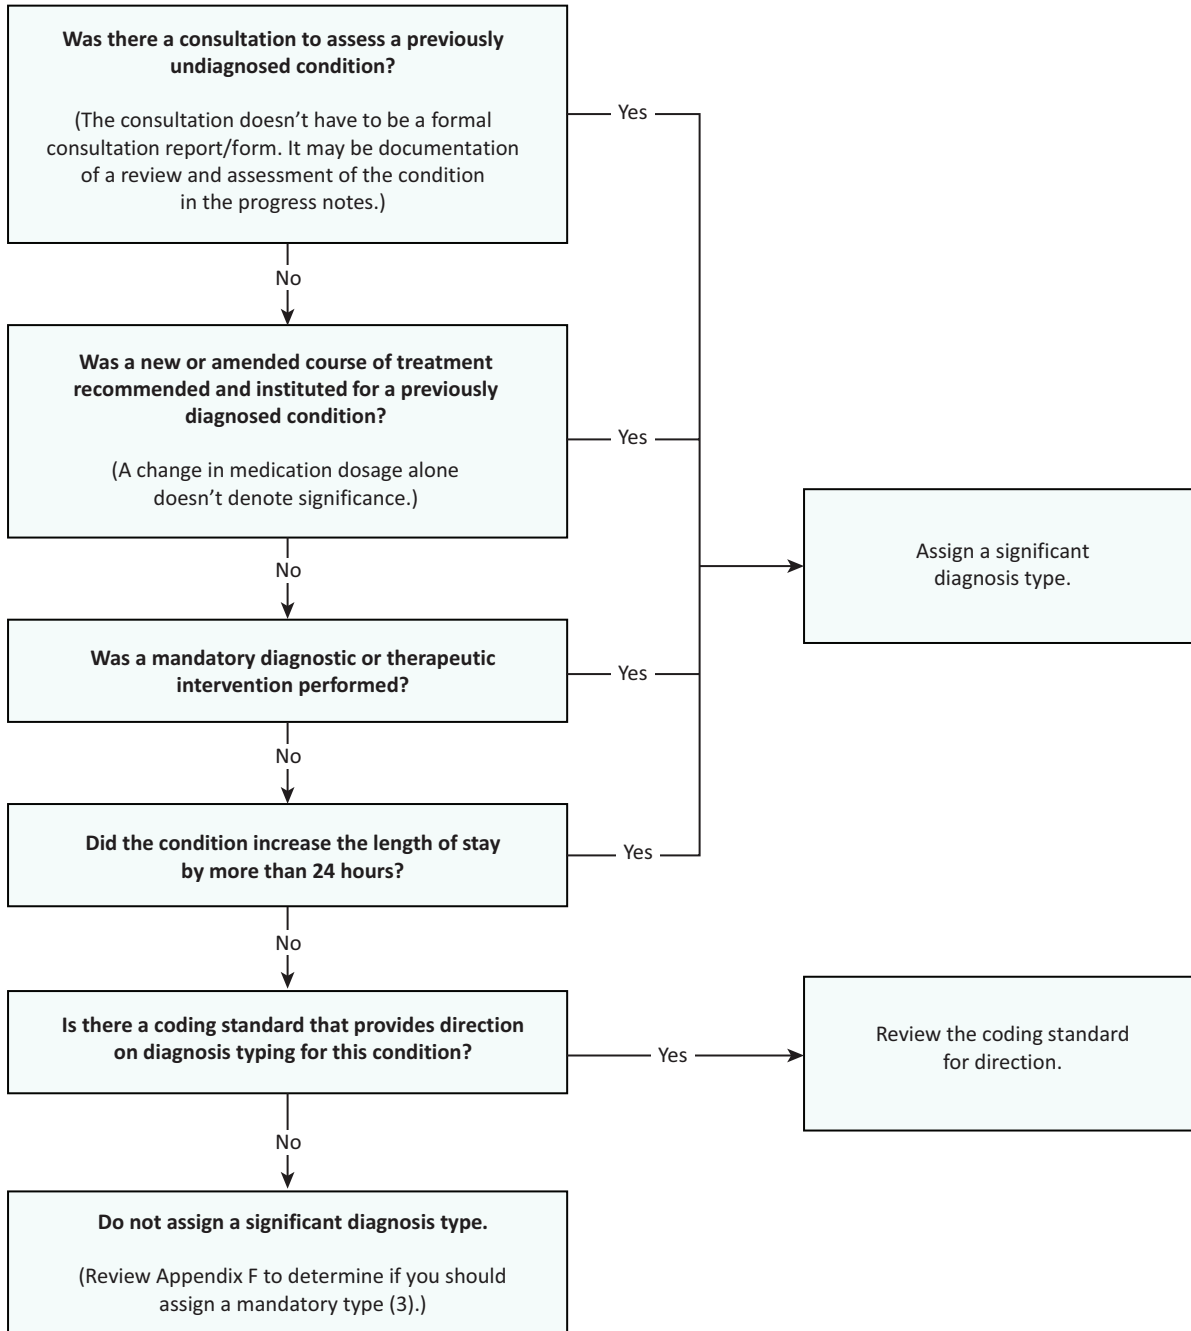 Was there a consultation to assess a previously
undiagnosed condition?
(The consultation doesn’t have to be a formal
consultation report/form. It may be documentation
of a review and assessment of the condition
in the progress notes.)
Yes
No
Was a new or amended course of treatment
recommended and instituted for a previously
diagnosed condition?
(A change in medication dosage alone
doesn’t denote significance.)
Yes
Assign a significant
diagnosis type.
No
Was a mandatory diagnostic or therapeutic
intervention performed?
Yes
No
Did the condition increase the length of stay
by more than 24 hours?
Yes
No
Is there a coding standard that provides direction
on diagnosis typing for this condition?
Yes
Review the coding standard
for direction.
No
Do not assign a significant diagnosis type.
(Review Appendix F to determine if you should
assign a mandatory type (3).)